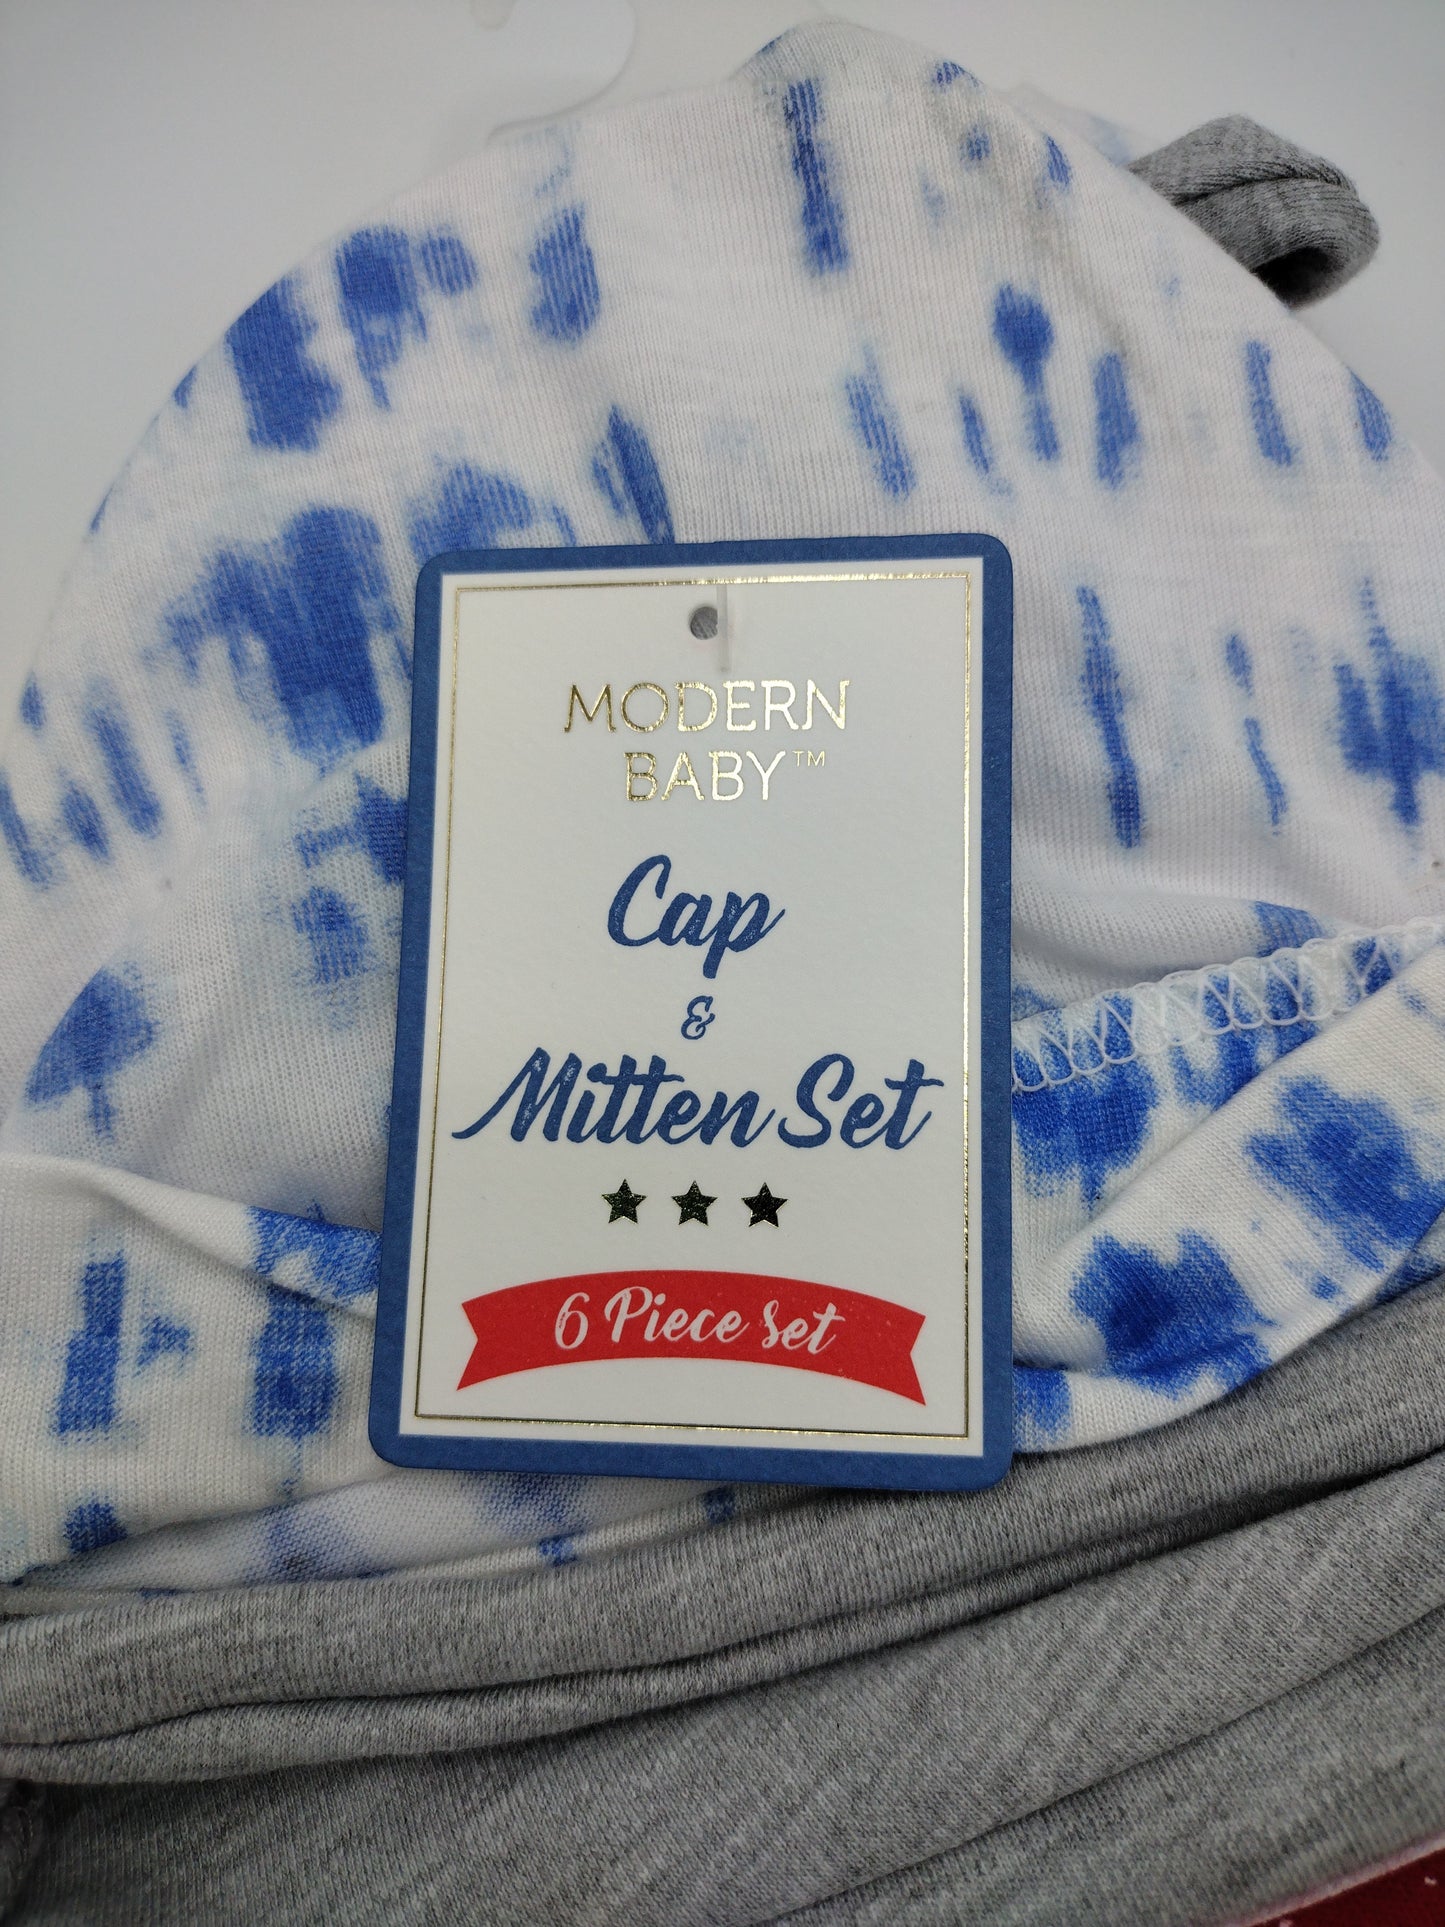 MODERN
BABY™
Cap
&
Mitten Set
6 Piece Set